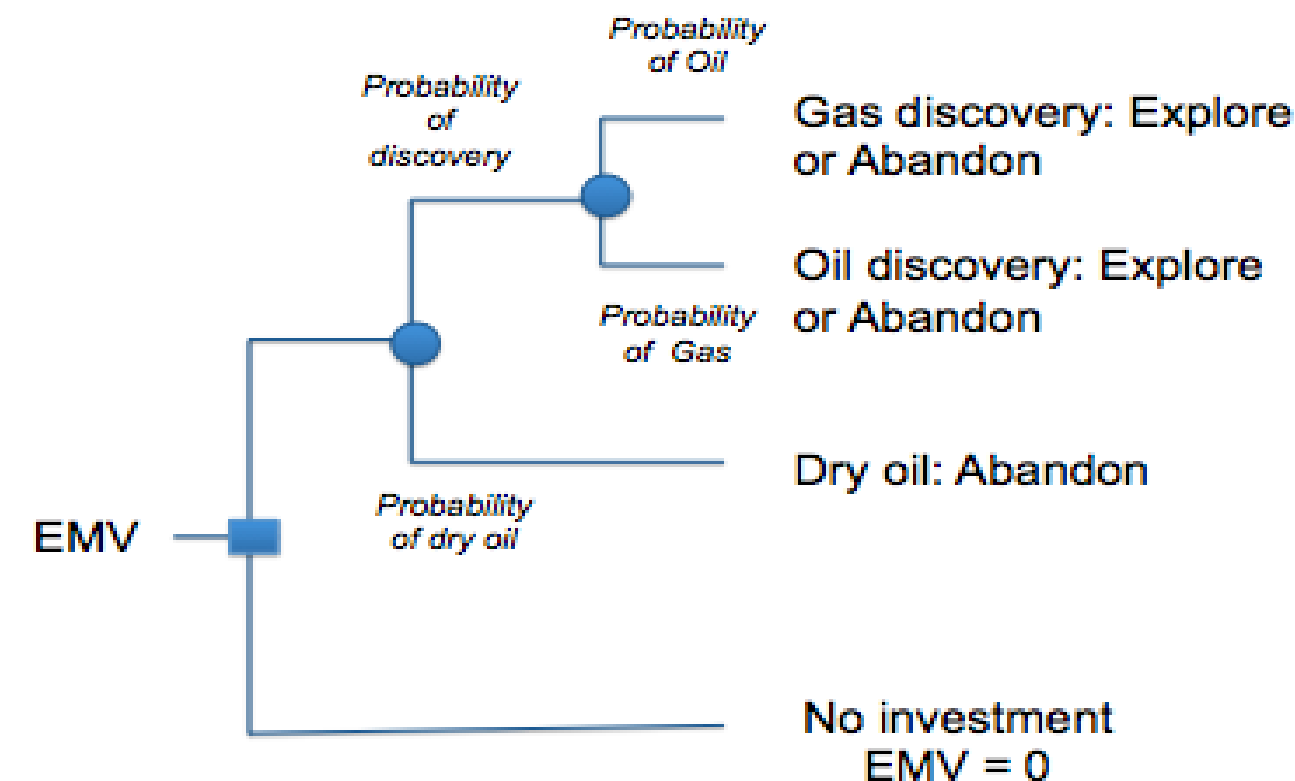 Probability
of Oil
Probability
of
discovery
Gas discovery: Explore
or Abandon
Oil discovery: Explore
or Abandon
Probability
of Gas
Dry oil: Abandon
Probability
of dry oil
EMV
No investment
EMV = 0